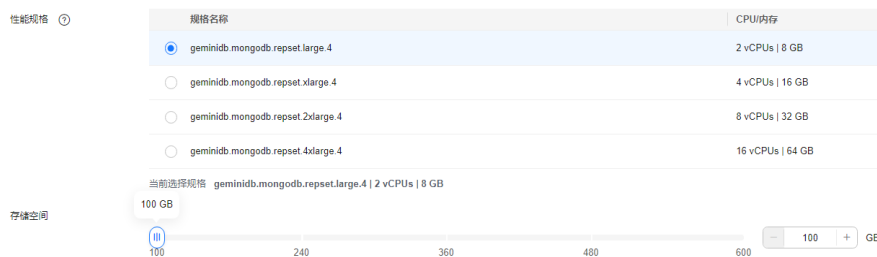 性能规格 ?
规格名称 CPU/内存
geminidb.mongodb.repset.large.4 2 vCPUs | 8 GB
geminidb.mongodb.repset.xlarge.4 4 vCPUs | 16 GB
geminidb.mongodb.repset.2xlarge.4 8 vCPUs | 32 GB
geminidb.mongodb.repset.4xlarge.4 16 vCPUs | 64 GB
当前选择规格 geminidb.mongodb.repset.large.4 | 2 vCPUs | 8 GB
100 GB
存储空间
− 100 + GB
100 240 360 480 600